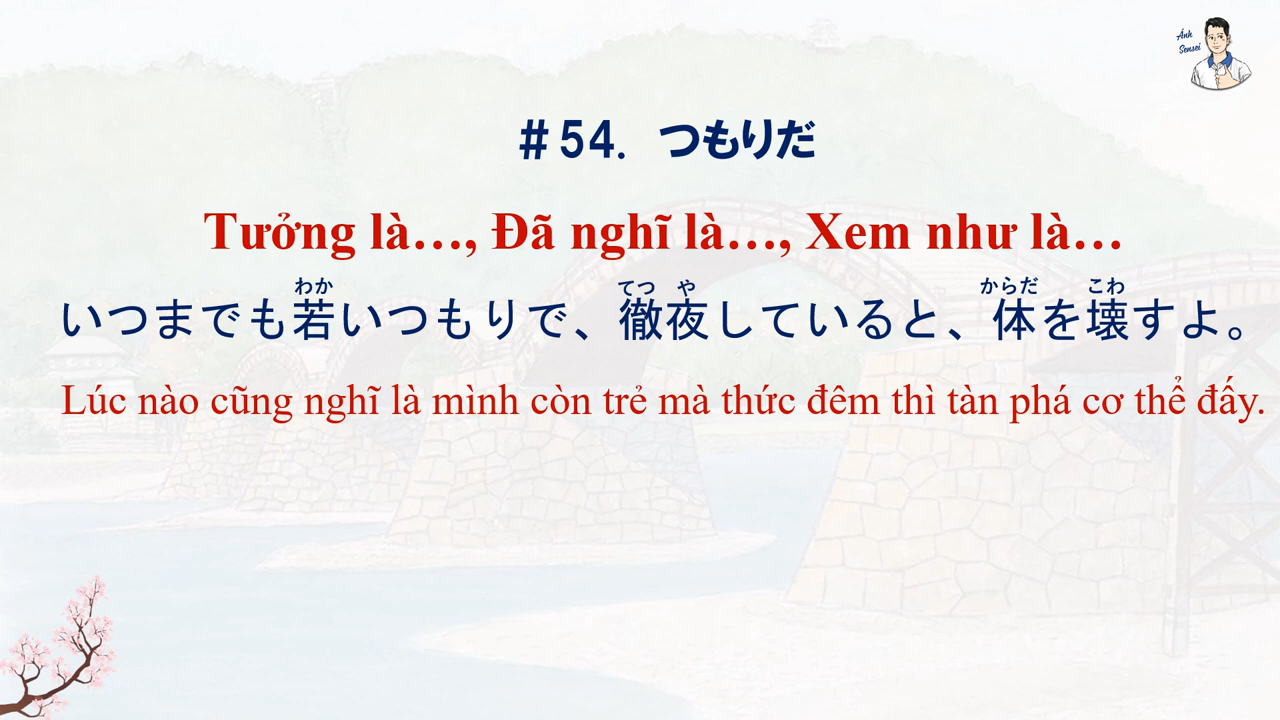 Ánh
Sensei
#54. つもりだ
Tưởng là…, Đã nghĩ là…, Xem như là…
わか てつ や からだ こわ
いつまでも若いつもりで、徹夜していると、体を壊すよ。
Lúc nào cũng nghĩ là mình còn trẻ mà thức đêm thì tàn phá cơ thể đấy.